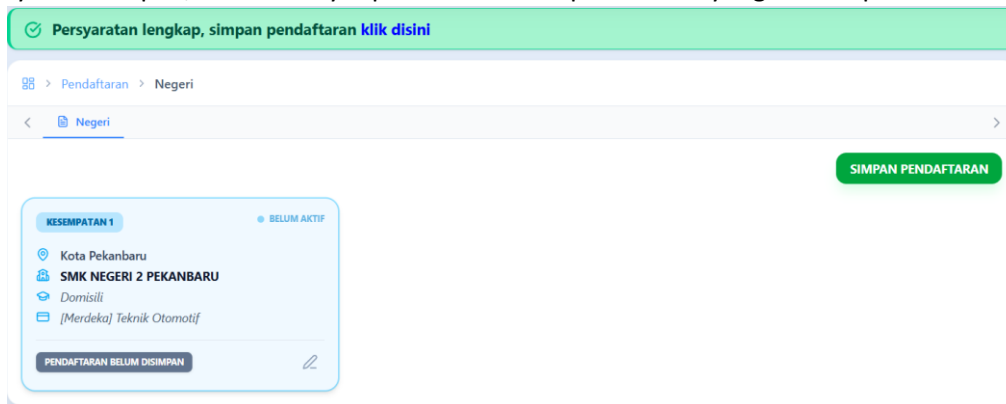 Persyaratan lengkap, simpan pendaftaran klik disini
Pendaftaran > Negeri
Negeri
SIMPAN PENDAFTARAN
KESEMPATAN 1
BELUM AKTIF
Kota Pekanbaru
SMK NEGERI 2 PEKANBARU
Domisili
[Merdeka] Teknik Otomotif
PENDAFTARAN BELUM DISIMPAN